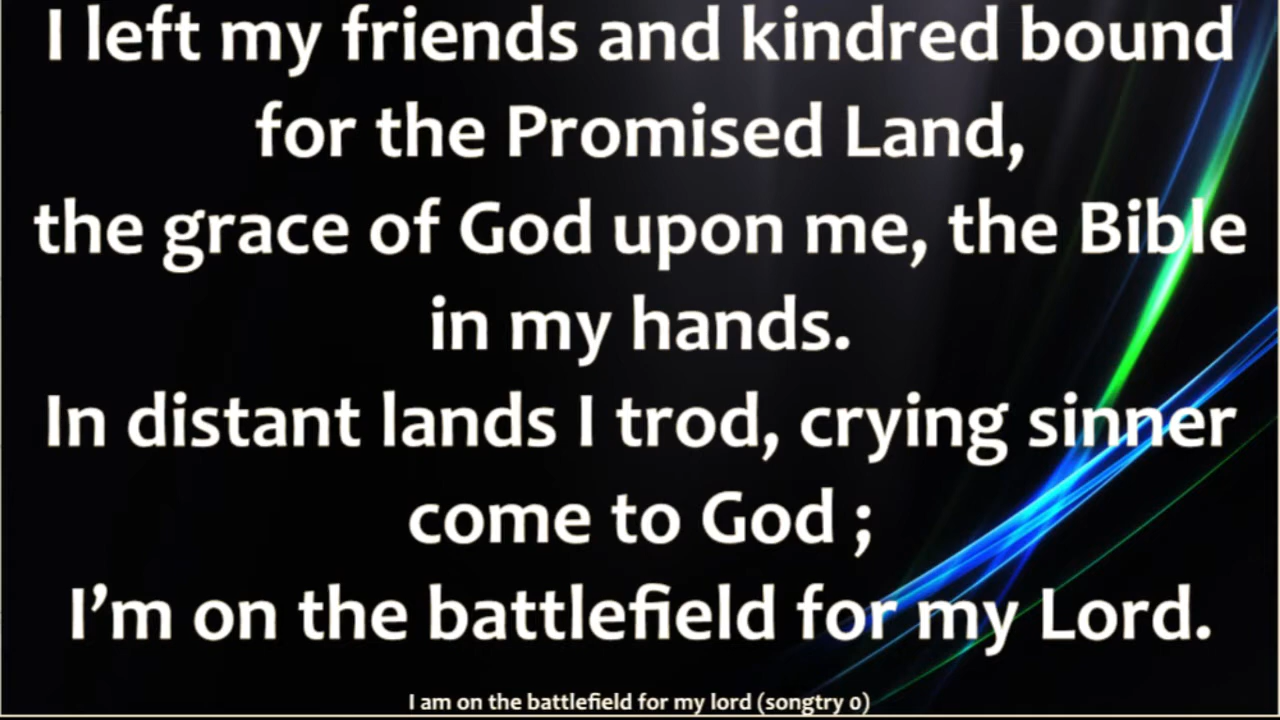 I left my friends and kindred bound
for the Promised Land,
the grace of God upon me, the Bible
in my hands.
In distant lands I trod, crying sinner
come to God ;
I’m on the battlefield for my Lord.
I am on the battlefield for my lord (songtry 0)